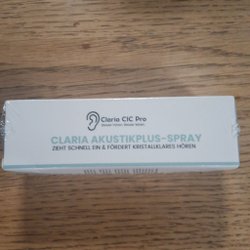 Claria CIC Pro
CLARIA AKUSTIKPLUS-SPRAY
ZIEHT SCHNELL EIN & FÖRDERT KRISTALLKLARES HÖREN